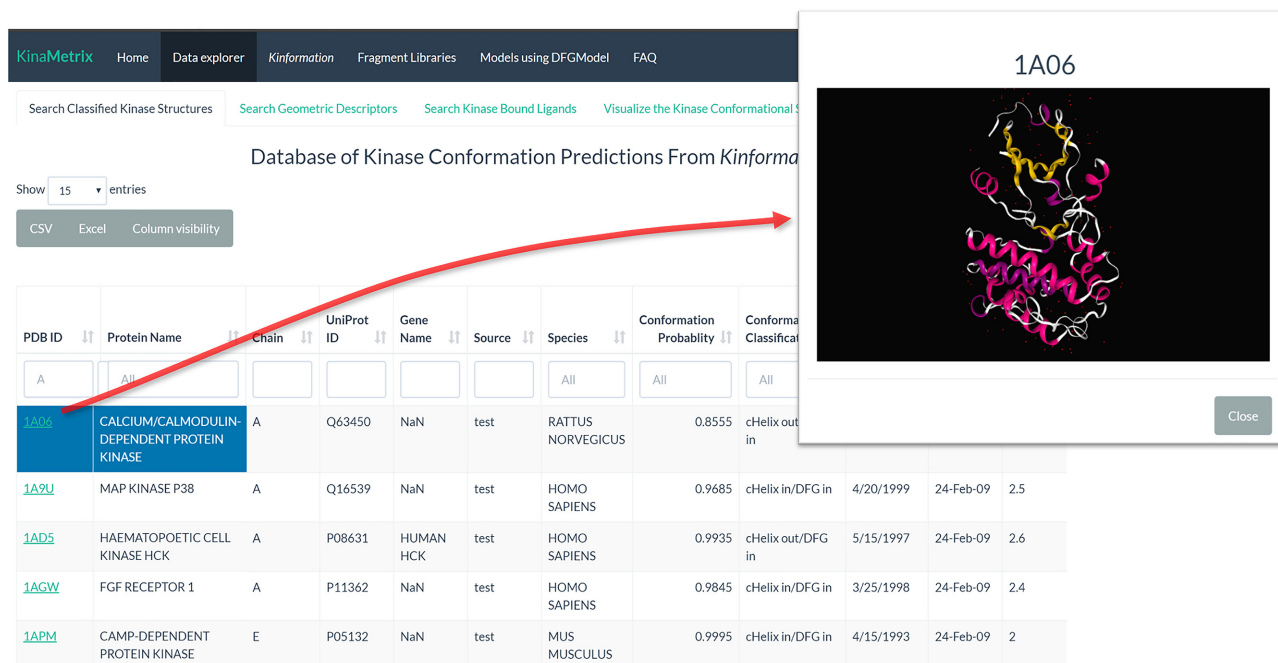 KinaMetrix Home Data explorer Kinformation Fragment Libraries Models using DFGModel FAQ
Search Classified Kinase Structures Search Geometric Descriptors Search Kinase Bound Ligands Visualize the Kinase Conformational
Database of Kinase Conformation Predictions From Kinforma
Show 15 entries
CSV Excel Column visibility
1A06
Close
PDB ID Protein Name Chain UniProt ID Gene Name Source Species Conformation Probablity Conforma Classificat
A All All All All
1A06 CALCIUM/CALMODULIN-DEPENDENT PROTEIN KINASE A Q63450 NaN test RATTUS NORVEGICUS 0.8555 cHelix out in
1A9U MAP KINASE P38 A Q16539 NaN test HOMO SAPIENS 0.9685 cHelix in/DFG in 4/20/1999 24-Feb-09 2.5
1AD5 HAEMATOPOETIC CELL KINASE HCK A P08631 HUMAN HCK test HOMO SAPIENS 0.9935 cHelix out/DFG in 5/15/1997 24-Feb-09 2.6
1AGW FGF RECEPTOR 1 A P11362 NaN test HOMO SAPIENS 0.9845 cHelix in/DFG in 3/25/1998 24-Feb-09 2.4
1APM CAMP-DEPENDENT PROTEIN KINASE E P05132 NaN test MUS MUSCULUS 0.9995 cHelix in/DFG in 4/15/1993 24-Feb-09 2